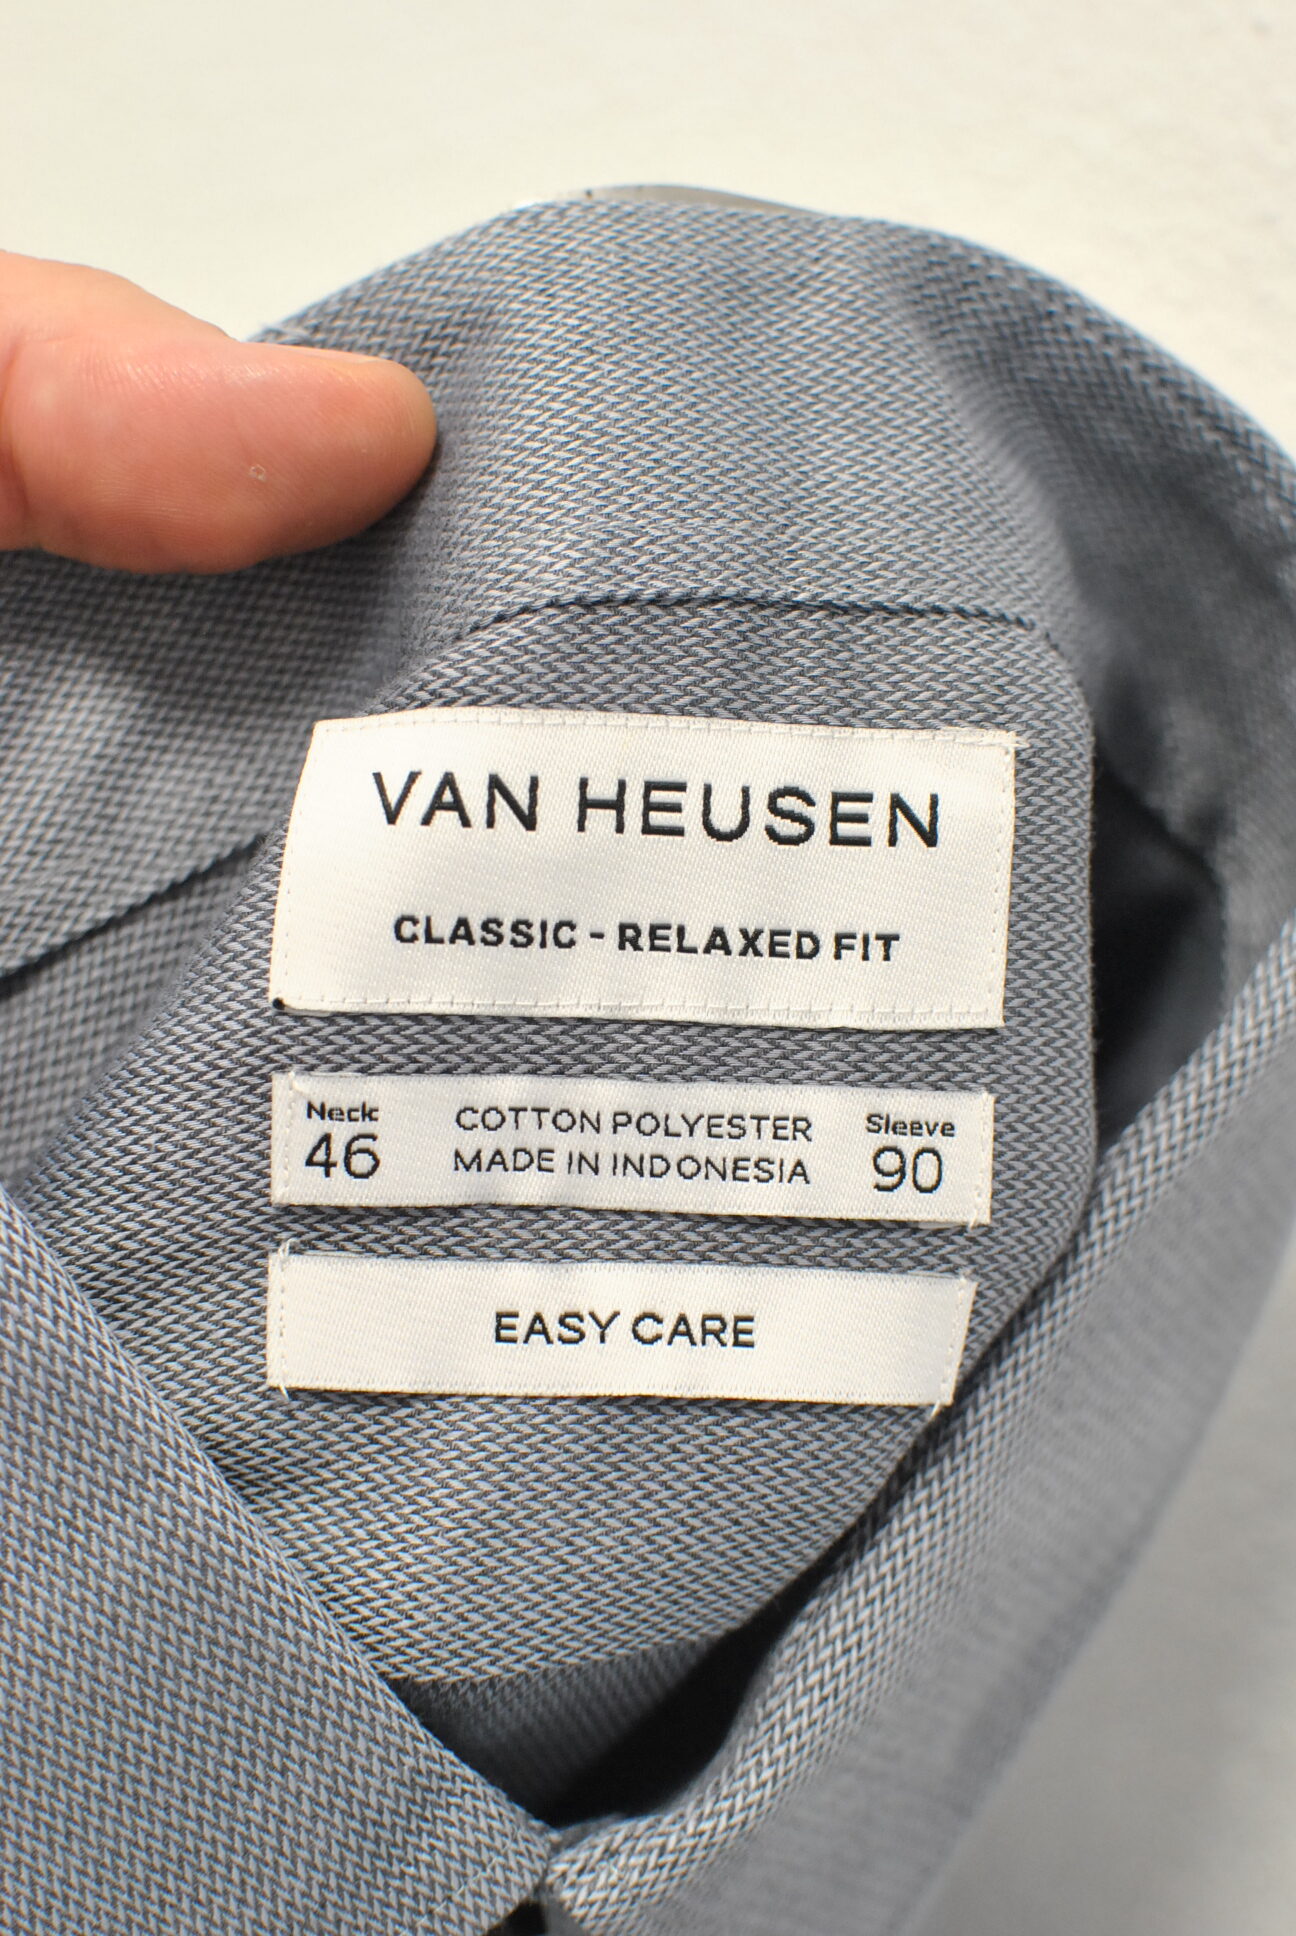 VAN HEUSEN
CLASSIC - RELAXED FIT
Neck
46
COTTON POLYESTER
MADE IN INDONESIA
Sleeve
90
EASY CARE